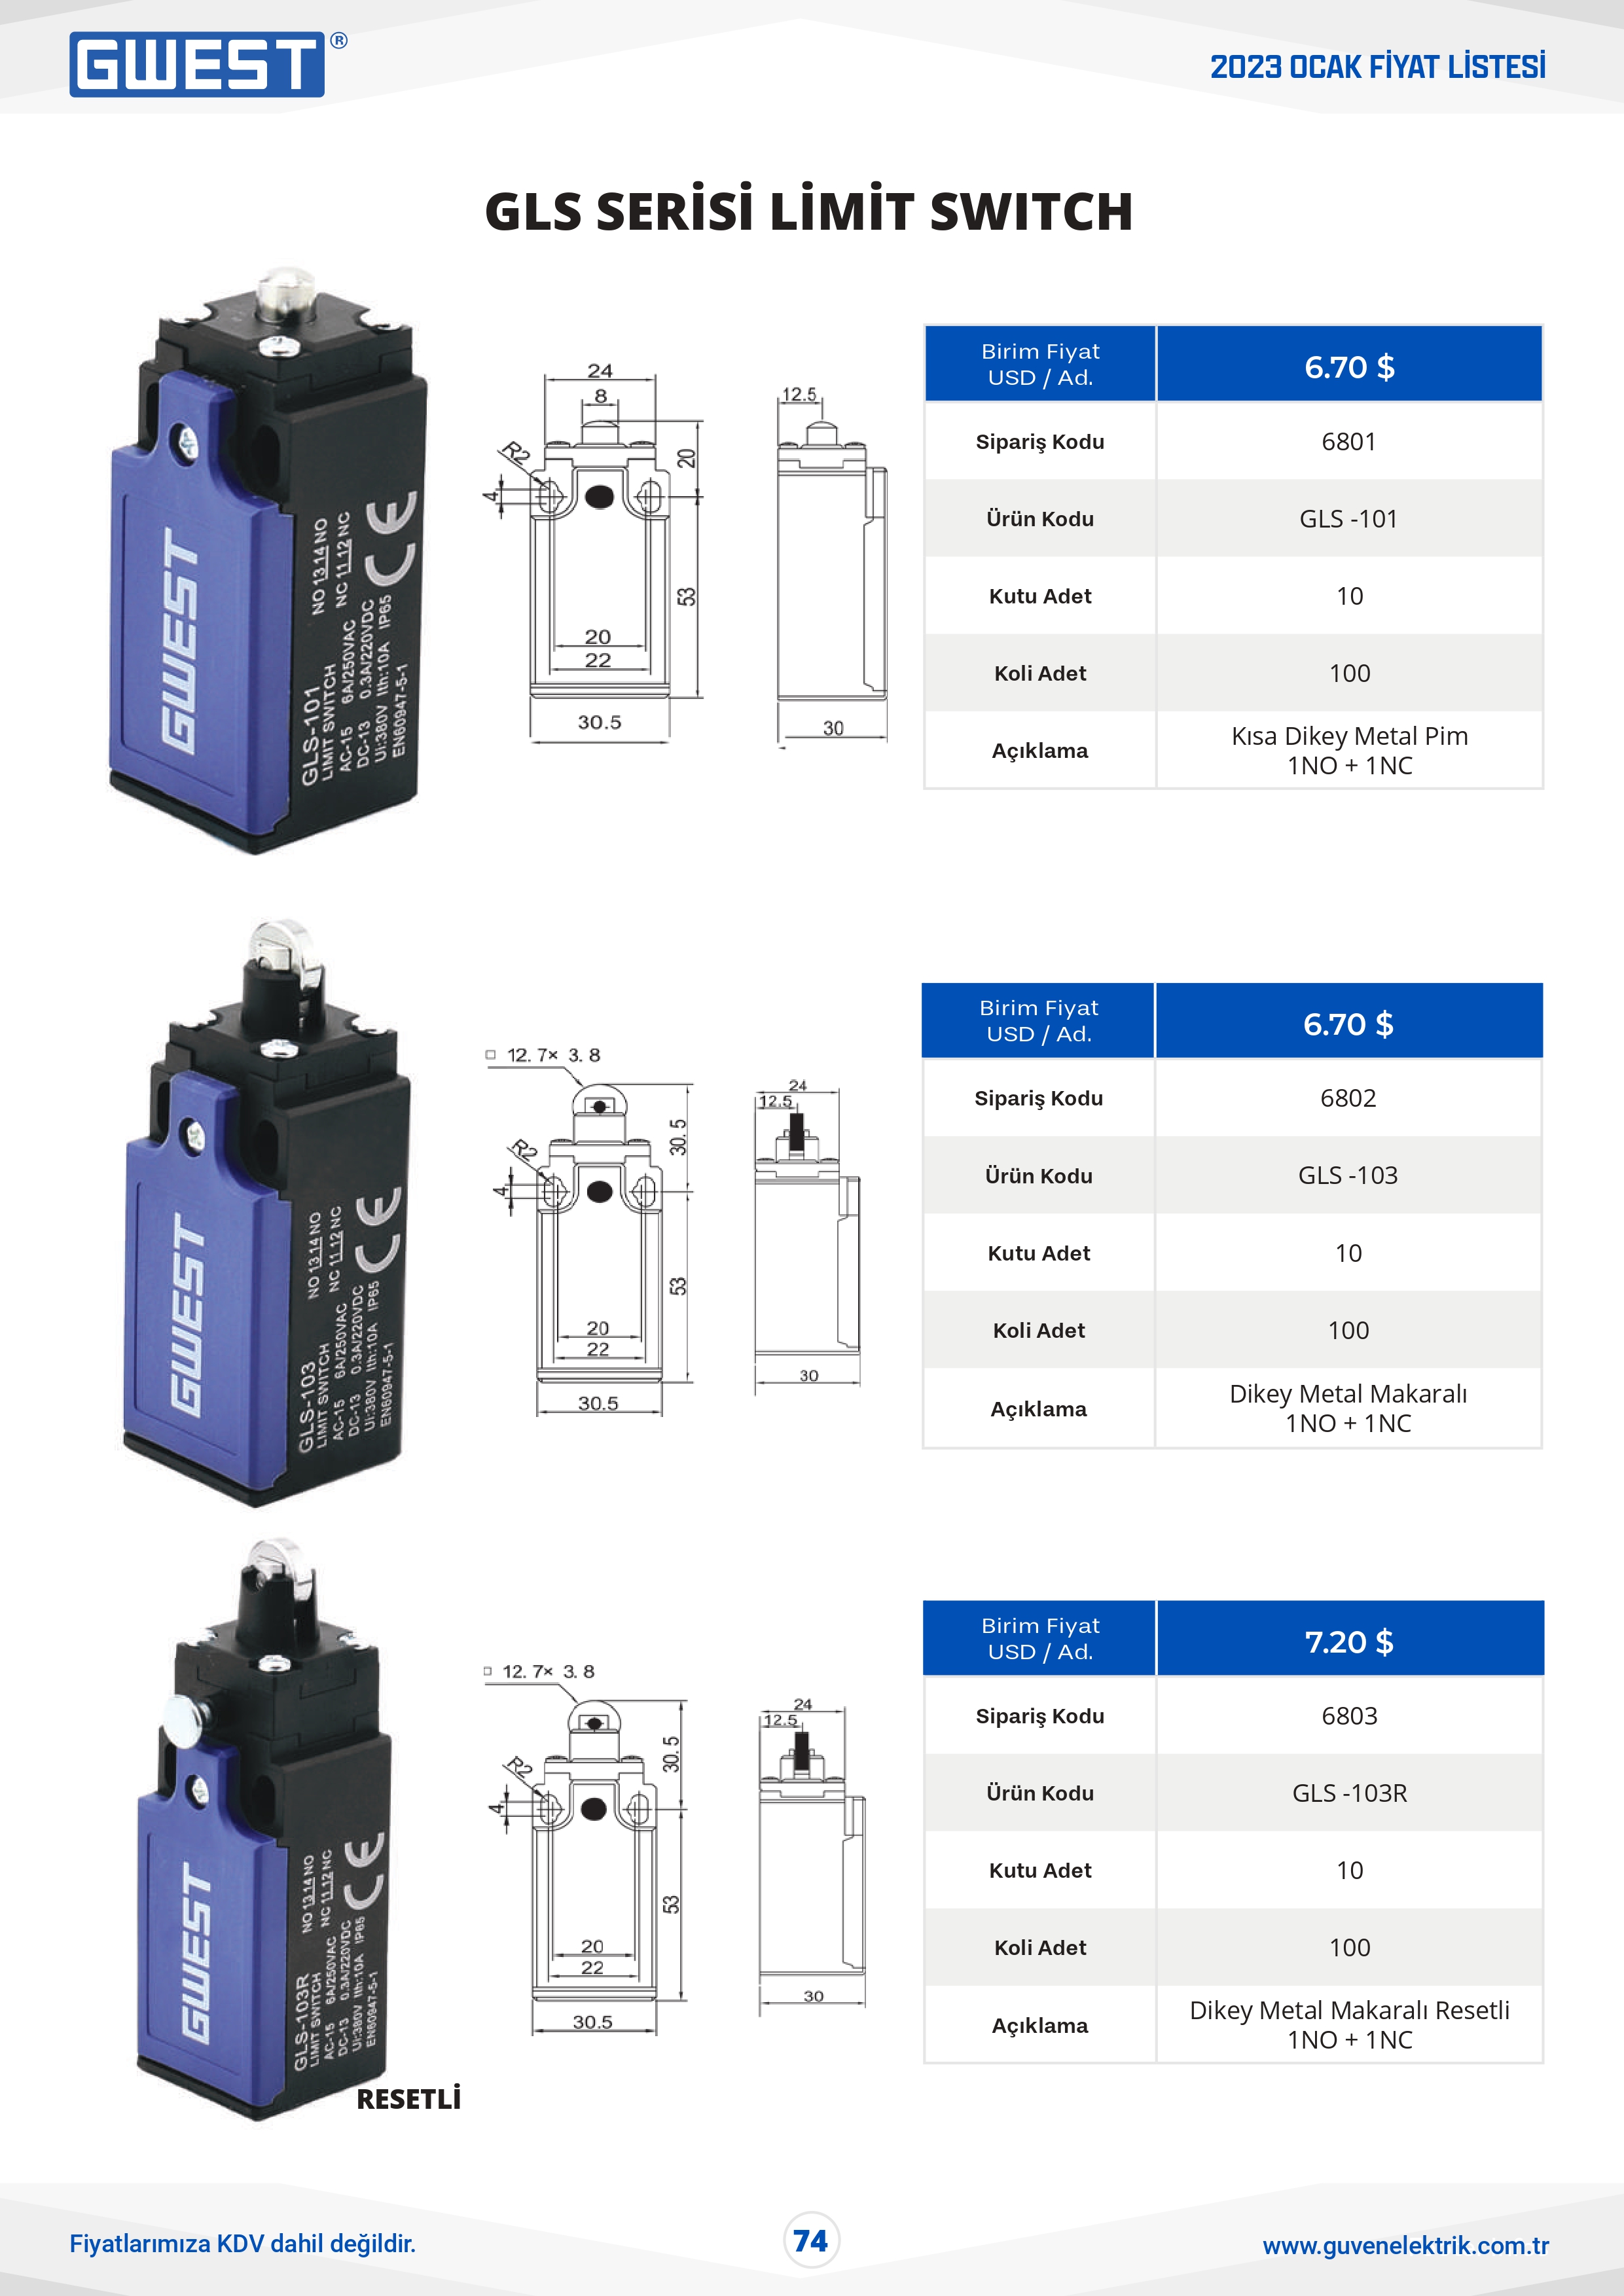 GWEST®
2023 OCAK FİYAT LİSTESİ
GLS SERİSİ LİMİT SWITCH
GWEST
GLS-101
LIMIT SWITCH
AC-15 6A/250VAC
DC-13 0.3A/220VDC
Ui:380V Ith:10A IP65
EN60947-5-1
NO 13 14 NO
NC 11 12 NC
CE
24
8
R2
4
20
53
20
22
30.5
12.5
30
Birim Fiyat
USD / Ad.
6.70 $
Sipariş Kodu 6801
Ürün Kodu GLS -101
Kutu Adet 10
Koli Adet 100
Açıklama
Kısa Dikey Metal Pim
1NO + 1NC
GWEST
GLS-103
LIMIT SWITCH
AC-15 6A/250VAC
DC-13 0.3A/220VDC
Ui:380V Ith:10A IP65
EN60947-5-1
NO 13 14 NO
NC 11 12 NC
CE
□ 12.7× 3.8
R2
4
30.5
53
20
22
30.5
24
12.5
30
Birim Fiyat
USD / Ad.
6.70 $
Sipariş Kodu 6802
Ürün Kodu GLS -103
Kutu Adet 10
Koli Adet 100
Açıklama
Dikey Metal Makaralı
1NO + 1NC
GWEST
GLS-103R
LIMIT SWITCH
AC-15 6A/250VAC
DC-13 0.3A/220VDC
Ui:380V Ith:10A IP65
EN60947-5-1
NO 13 14 NO
NC 11 12 NC
CE
RESETLİ
□ 12.7× 3.8
R2
4
30.5
53
20
22
30.5
24
12.5
30
Birim Fiyat
USD / Ad.
7.20 $
Sipariş Kodu 6803
Ürün Kodu GLS -103R
Kutu Adet 10
Koli Adet 100
Açıklama
Dikey Metal Makaralı Resetli
1NO + 1NC
Fiyatlarımıza KDV dahil değildir.
74
www.guvenelektrik.com.tr